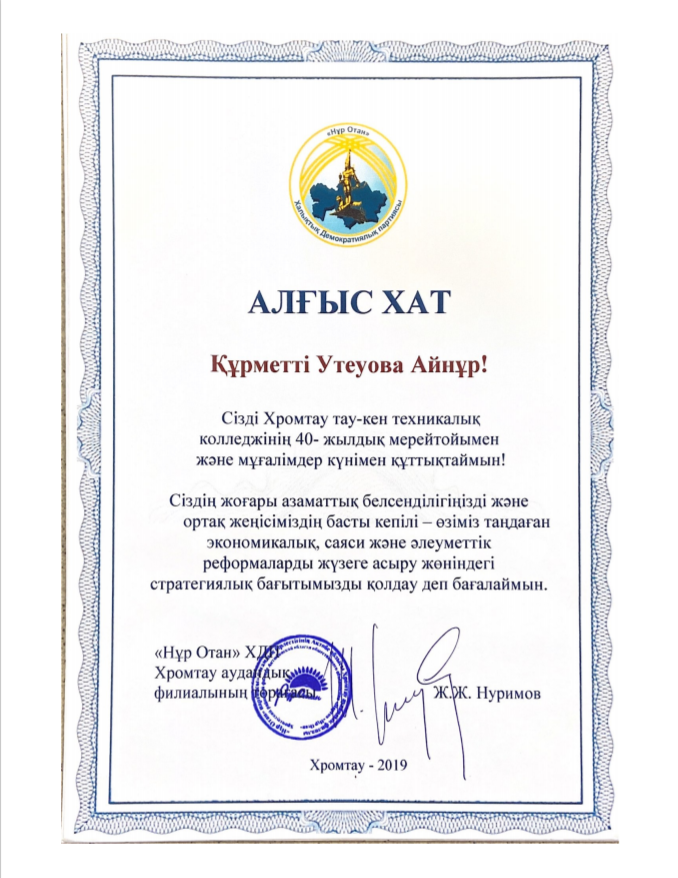 «Нұр Отан»
Халықтық Демократиялық партиясы
АЛҒЫС ХАТ
Құрметті Утеуова Айнұр!
Сізді Хромтау тау-кен техникалық
колледжінің 40- жылдық мерейтойымен
және мұғалімдер күнімен құттықтаймын!
Сіздің жоғары азаматтық белсенділігіңізді және
ортақ жеңісіміздің басты кепілі – өзіміз таңдаған
экономикалық, саяси және әлеуметтік
реформаларды жүзеге асыру жөніндегі
стратегиялық бағытымызды қолдау деп бағалаймын.
«Нұр Отан» ХДП
Хромтау аудандық
филиалының төрағасы
Ж.Ж. Нуримов
Хромтау - 2019